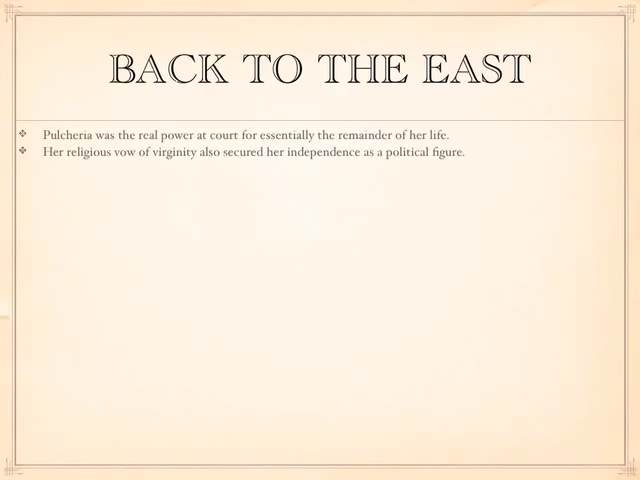 BACK TO THE EAST
❖ Pulcheria was the real power at court for essentially the remainder of her life.
❖ Her religious vow of virginity also secured her independence as a political figure.